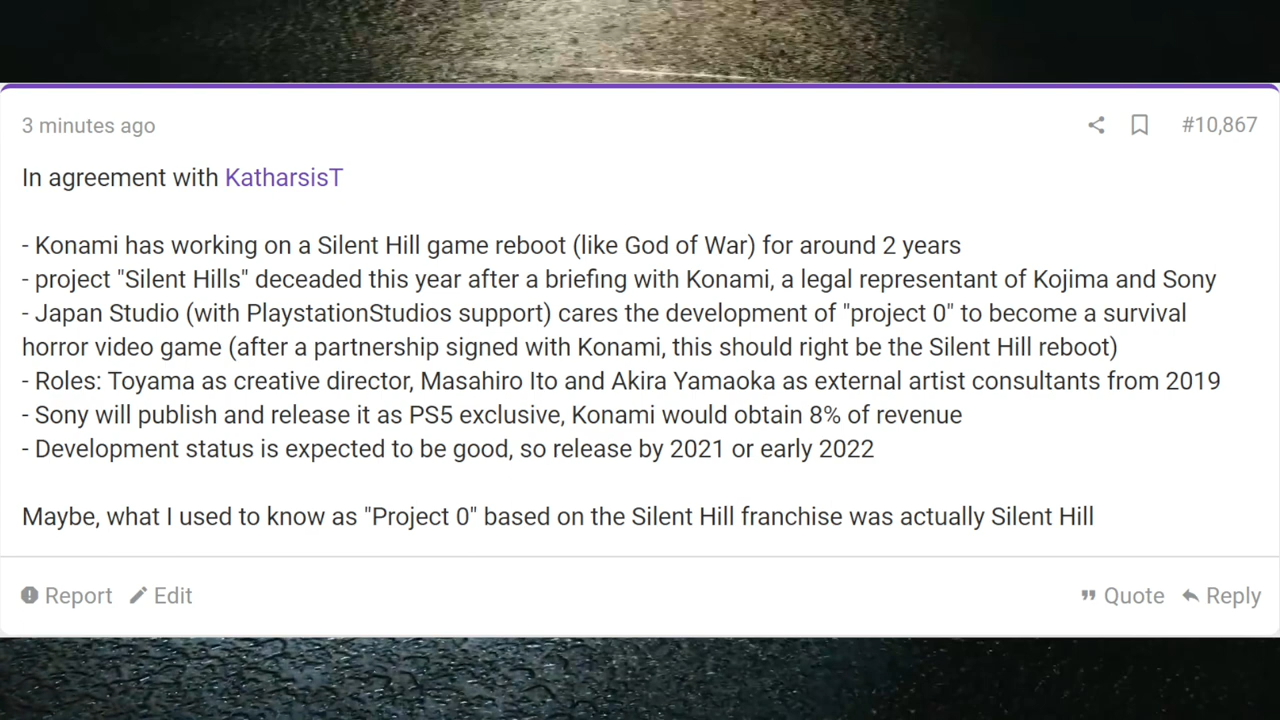 3 minutes ago
#10,867
In agreement with KatharsisT
- Konami has working on a Silent Hill game reboot (like God of War) for around 2 years
- project "Silent Hills" deceaded this year after a briefing with Konami, a legal representant of Kojima and Sony
- Japan Studio (with PlaystationStudios support) cares the development of "project 0" to become a survival
horror video game (after a partnership signed with Konami, this should right be the Silent Hill reboot)
- Roles: Toyama as creative director, Masahiro Ito and Akira Yamaoka as external artist consultants from 2019
- Sony will publish and release it as PS5 exclusive, Konami would obtain 8% of revenue
- Development status is expected to be good, so release by 2021 or early 2022
Maybe, what I used to know as "Project 0" based on the Silent Hill franchise was actually Silent Hill
Report Edit
Quote Reply